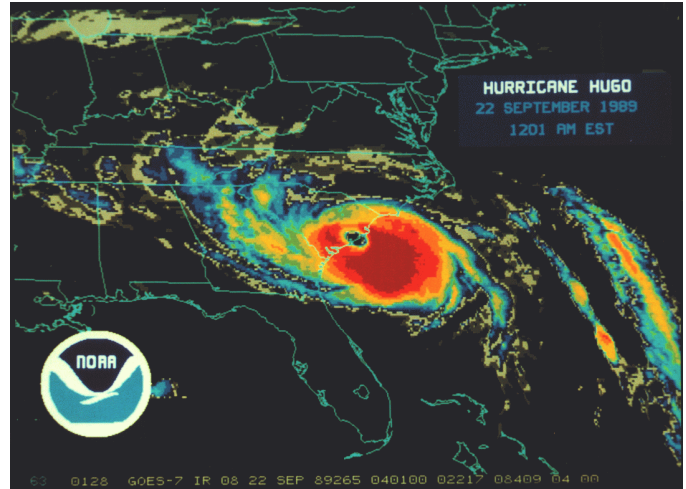 HURRICANE HUGO
22 SEPTEMBER 1989
1201 AM EST
NOAA
63 0128 GOES-7 IR 08 22 SEP 89265 040100 02217 08409 04 00